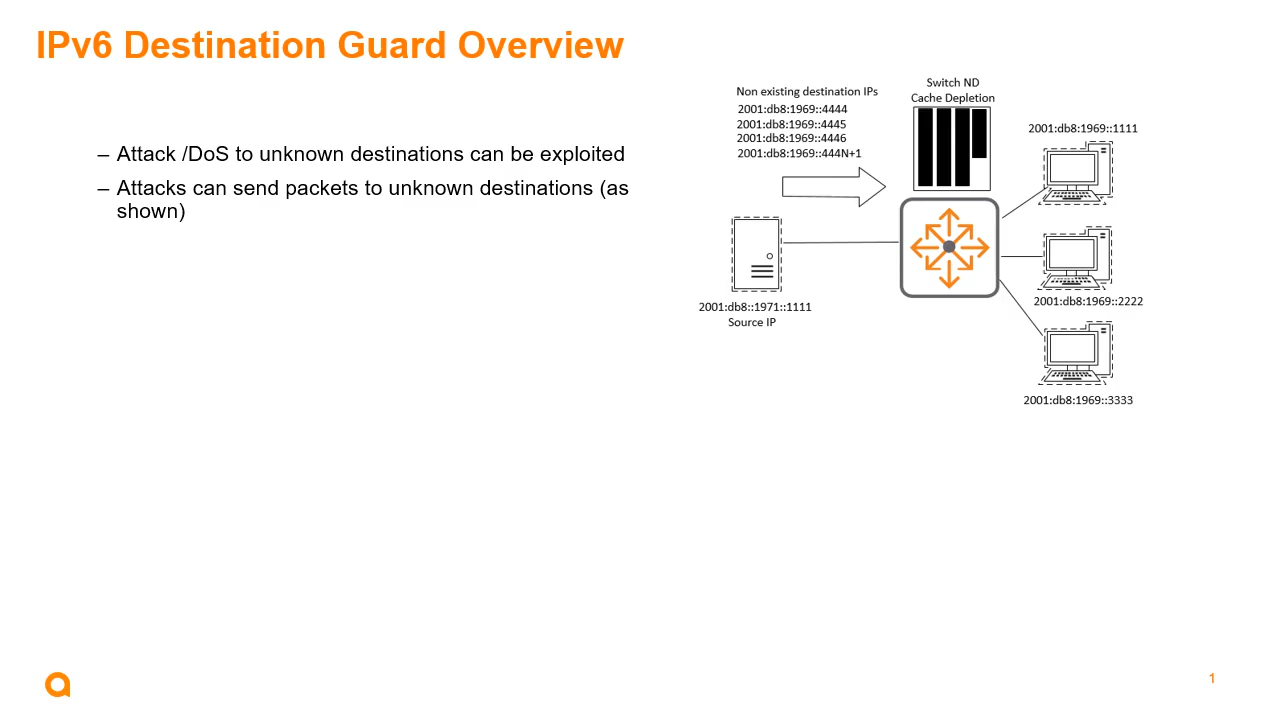 IPv6 Destination Guard Overview
– Attack /DoS to unknown destinations can be exploited
– Attacks can send packets to unknown destinations (as
shown)
Non existing destination IPs
2001:db8:1969::4444
2001:db8:1969::4445
2001:db8:1969::4446
2001:db8:1969::444N+1
Switch ND
Cache Depletion
2001:db8:1969::1111
2001:db8:1969::2222
2001:db8::1971::1111
Source IP
2001:db8:1969::3333
1